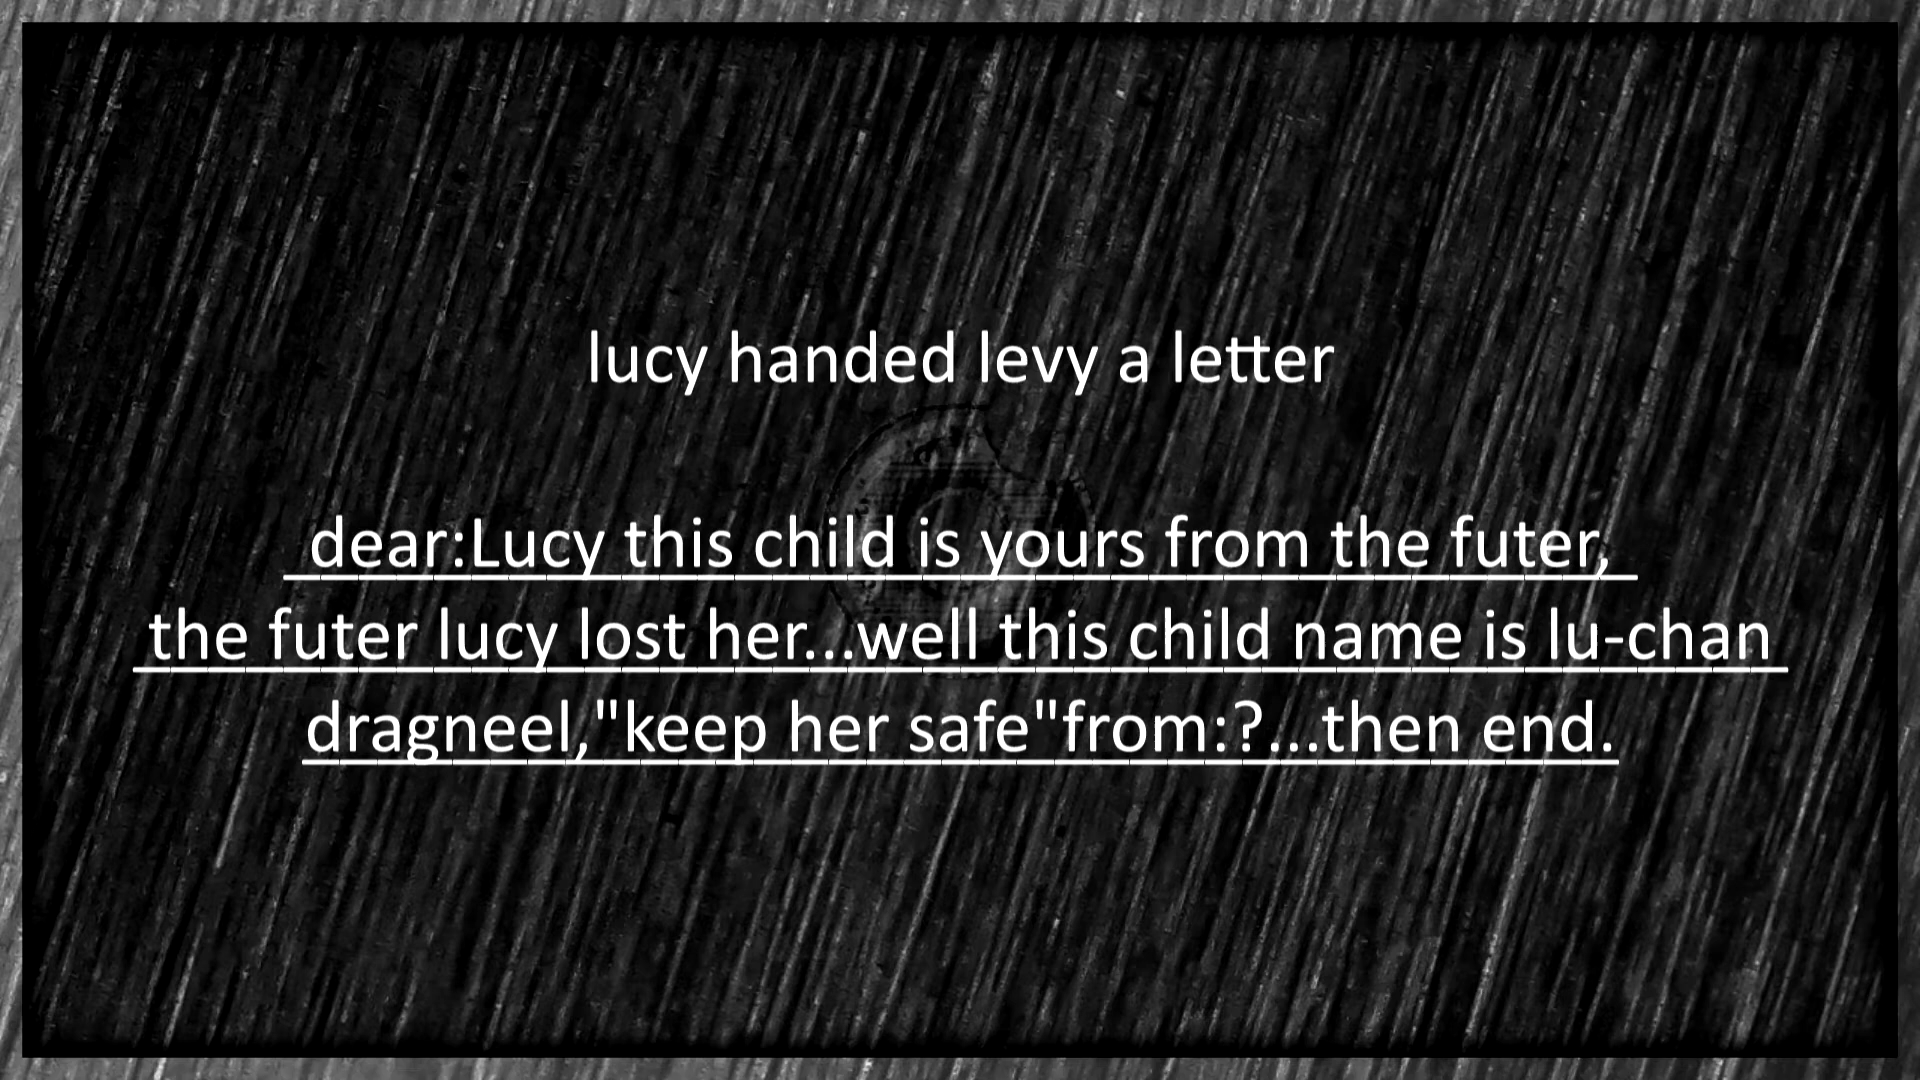 lucy handed levy a letter
dear:Lucy this child is yours from the futer,
the futer lucy lost her...well this child name is lu-chan
dragneel,"keep her safe"from:?...then end.